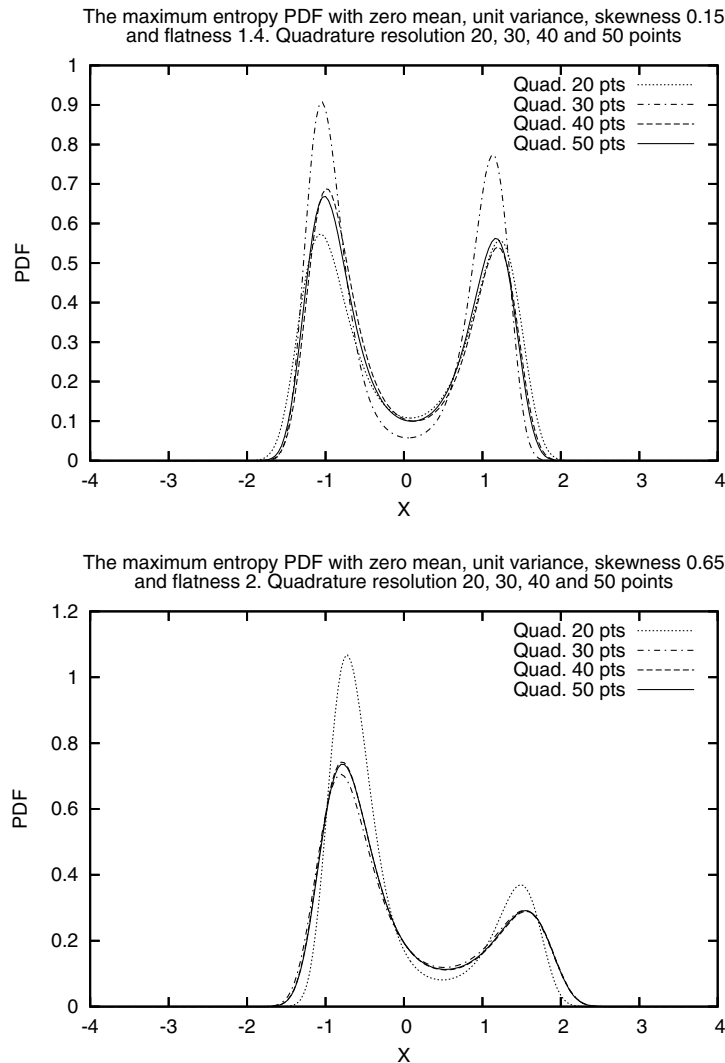 The maximum entropy PDF with zero mean, unit variance, skewness 0.15
and flatness 1.4. Quadrature resolution 20, 30, 40 and 50 points
1
0.9
0.8
0.7
0.6
0.5
0.4
0.3
0.2
0.1
0
PDF
Quad. 20 pts
Quad. 30 pts
Quad. 40 pts
Quad. 50 pts
-4 -3 -2 -1 0 1 2 3 4
X
The maximum entropy PDF with zero mean, unit variance, skewness 0.65
and flatness 2. Quadrature resolution 20, 30, 40 and 50 points
1.2
1
0.8
0.6
0.4
0.2
0
PDF
Quad. 20 pts
Quad. 30 pts
Quad. 40 pts
Quad. 50 pts
-4 -3 -2 -1 0 1 2 3 4
X